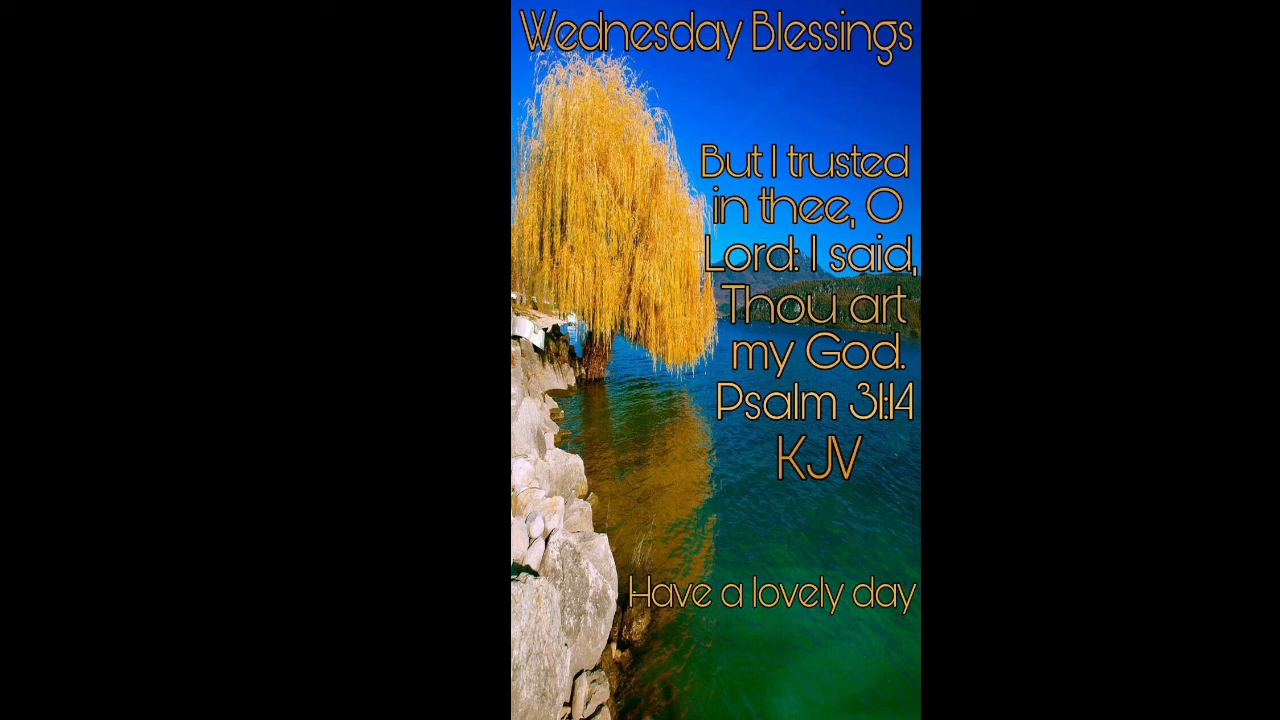 Wednesday Blessings
But I trusted
in thee, O
Lord: I said,
Thou art
my God.
Psalm 31:14
KJV
Have a lovely day